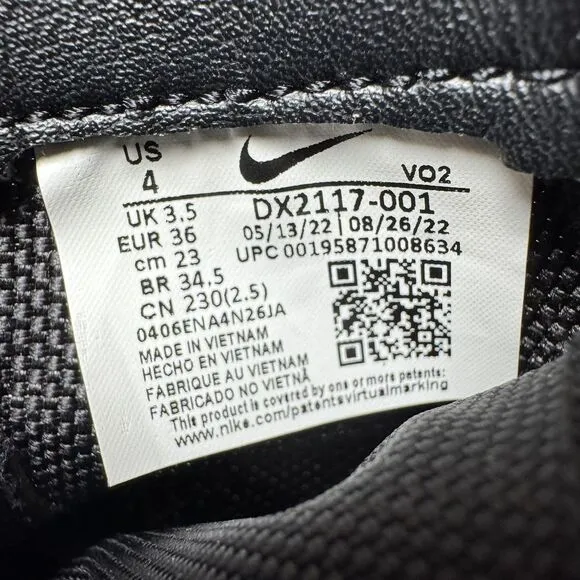 US
4
VO2
UK 3.5
DX2117-001
EUR 36
05/13/22 | 08/26/22
cm 23
UPC 00195871008634
BR 34.5
CN 230(2.5)
0406ENA4N26JA
MADE IN VIETNAM
HECHO EN VIETNAM
FABRIQUE AU VIETNAM
FABRICADO NO VIETNÃ
This product is covered by one or more patents:
www.nike.com/patentsvirtualmarking